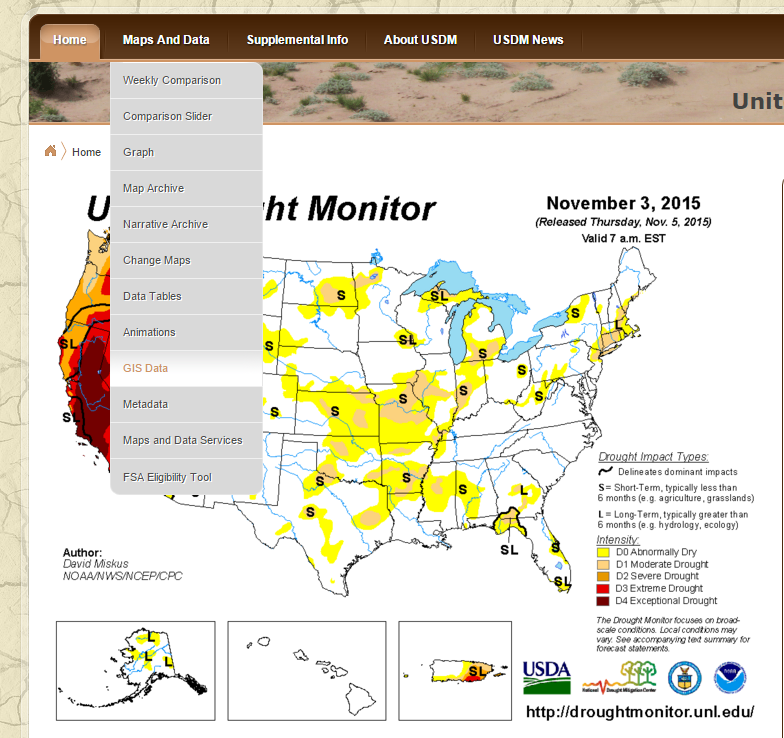 Home
Maps And Data
Supplemental Info
About USDM
USDM News
Weekly Comparison
Comparison Slider
Graph
Map Archive
Narrative Archive
Change Maps
Data Tables
Animations
GIS Data
Metadata
Maps and Data Services
FSA Eligibility Tool
Unit
Home
U
ht Monitor
November 3, 2015
(Released Thursday, Nov. 5, 2015)
Valid 7 a.m. EST
S
SL
S
SL
L
S
SL
S
S
S
S
S
S
S
S
SL
S
S
S
L
S
SL
S
SL
Drought Impact Types:
Delineates dominant impacts
S = Short-Term, typically less than
6 months (e.g. agriculture, grasslands)
L = Long-Term, typically greater than
6 months (e.g. hydrology, ecology)
Intensity:
D0 Abnormally Dry
D1 Moderate Drought
D2 Severe Drought
D3 Extreme Drought
D4 Exceptional Drought
Author:
David Miskus
NOAA/NWS/NCEP/CPC
The Drought Monitor focuses on broad-
scale conditions. Local conditions may
vary. See accompanying text summary for
forecast statements.
L
L
L
SL
USDA
National Drought Mitigation Center
http://droughtmonitor.unl.edu/